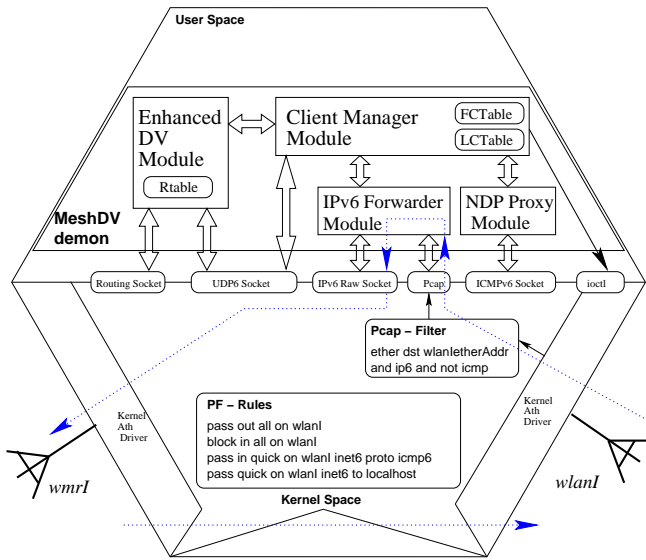 User Space
Enhanced
DV
Module
Rtable
Client Manager
Module
FCTable
LCTable
IPv6 Forwarder
Module
NDP Proxy
Module
MeshDV
demon
Routing Socket
UDP6 Socket
IPv6 Raw Socket
Pcap
ICMPv6 Socket
ioctl
Pcap – Filter
ether dst wlanIetherAddr
and ip6 and not icmp
PF – Rules
pass out all on wlanI
block in all on wlanI
pass in quick on wlanI inet6 proto icmp6
pass quick on wlanI inet6 to localhost
Kernel
Ath
Driver
Kernel
Ath
Driver
wmrI
wlanI
Kernel Space